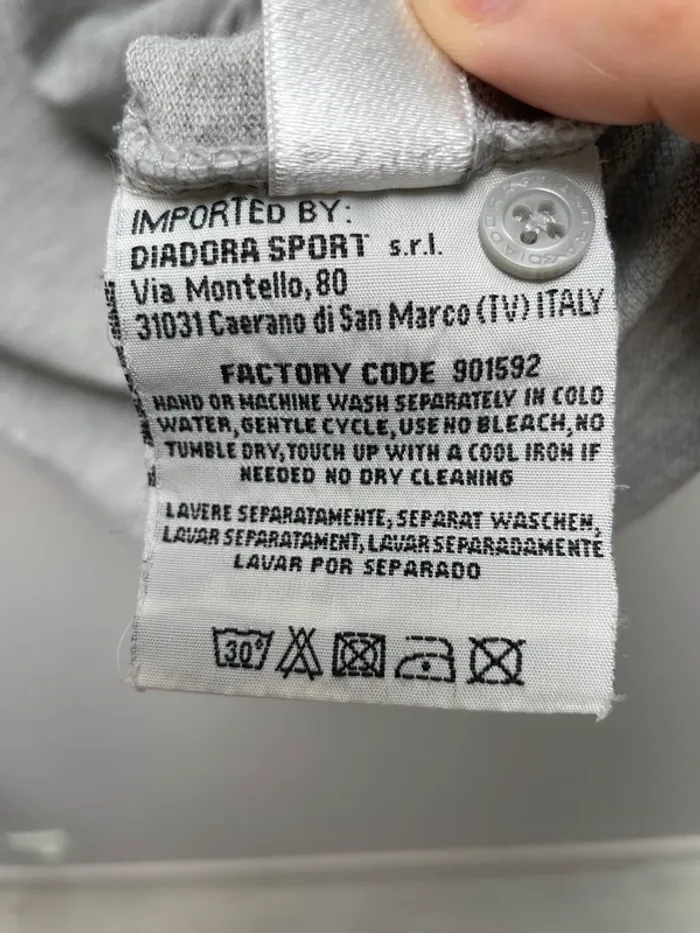 IMPORTED BY:
DIADORA SPORT s.r.l.
Via Montello, 80
31031 Caerano di San Marco (TV) ITALY
FACTORY CODE 901592
HAND OR MACHINE WASH SEPARATELY IN COLD
WATER, GENTLE CYCLE, USE NO BLEACH, NO
TUMBLE DRY, TOUCH UP WITH A COOL IRON IF
NEEDED NO DRY CLEANING
LAVERE SEPARATAMENTE, SEPARAT WASCHEN,
LAVAR SEPARATAMENT, LAVAR SEPARADAMENTE
LAVAR POR SEPARADO
30°